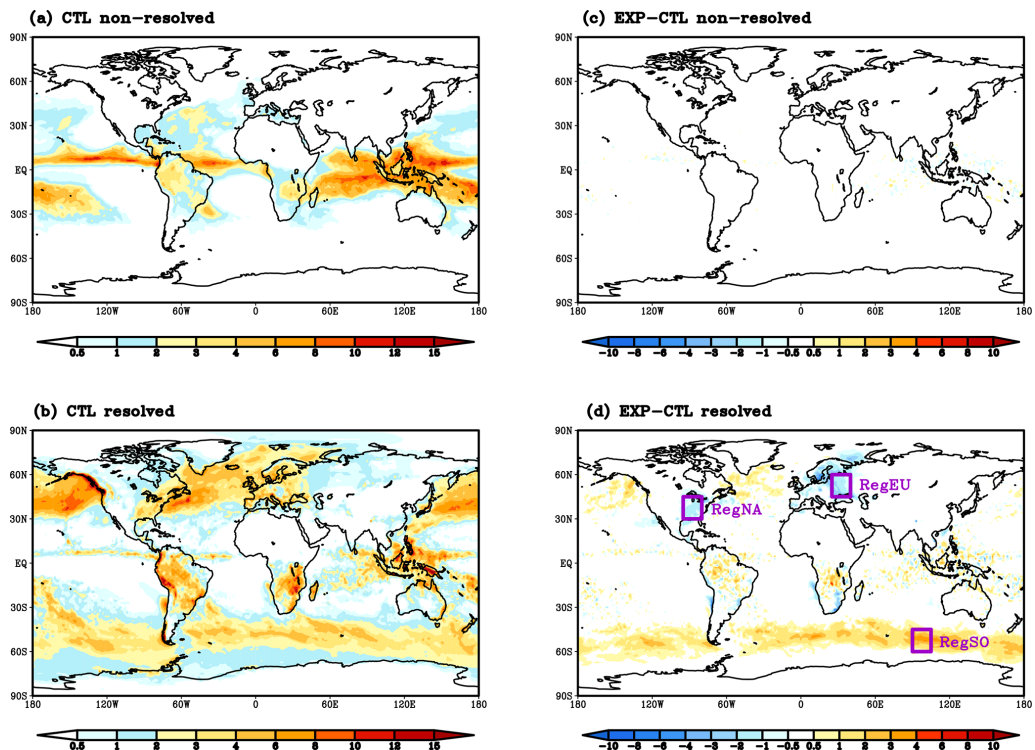 (a) CTL non-resolved
90N
60N
30N
EQ
30S
60S
90S
180 120W 60W 0 60E 120E 180
0.5 1 2 3 4 6 8 10 12 15
(c) EXP-CTL non-resolved
90N
60N
30N
EQ
30S
60S
90S
180 120W 60W 0 60E 120E 180
-10 -8 -6 -4 -3 -2 -1 -0.5 0.5 1 2 3 4 6 8 10
(b) CTL resolved
90N
60N
30N
EQ
30S
60S
90S
180 120W 60W 0 60E 120E 180
0.5 1 2 3 4 6 8 10 12 15
(d) EXP-CTL resolved
90N
60N
RegEU
RegNA
30N
EQ
30S
RegSO
60S
90S
180 120W 60W 0 60E 120E 180
-10 -8 -6 -4 -3 -2 -1 -0.5 0.5 1 2 3 4 6 8 10